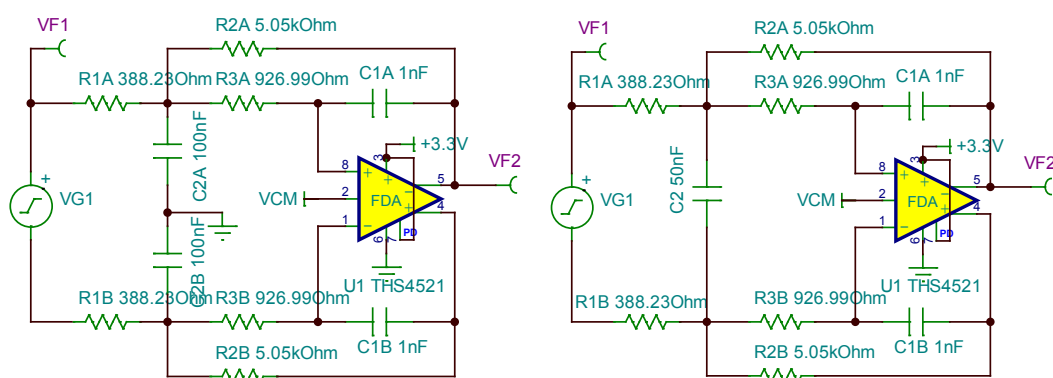 VF1
R2A 5.05kOhm
R1A 388.23Ohm
R3A 926.99Ohm
C1A 1nF
C2A 100nF
+3.3V
VF2
VG1
+
VCM
8
2
1
3
5
4
6
7
+
-
-
+
FDA
PD
C2B 100nF
U1 THS4521
R1B 388.23Ohm
R3B 926.99Ohm
C1B 1nF
R2B 5.05kOhm
VF1
R2A 5.05kOhm
R1A 388.23Ohm
R3A 926.99Ohm
C1A 1nF
C2 50nF
+3.3V
VF2
VG1
+
VCM
8
2
1
3
5
4
6
7
+
-
-
+
FDA
PD
U1 THS4521
R1B 388.23Ohm
R3B 926.99Ohm
C1B 1nF
R2B 5.05kOhm